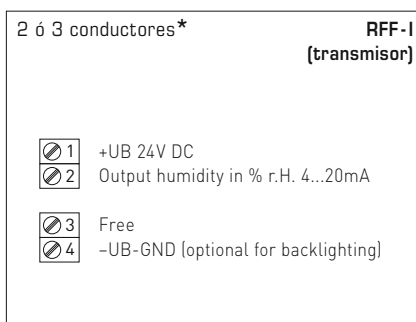 2 ó 3 conductores* RFF-I
(transmisor)
1 +UB 24V DC
2 Output humidity in % r.H. 4...20mA
3 Free
4 –UB-GND (optional for backlighting)